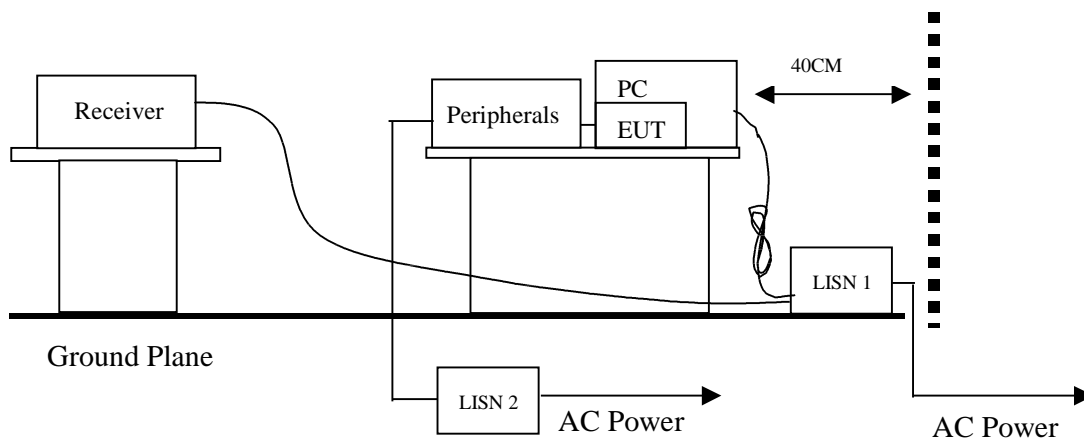 40CM
Receiver
PC
Peripherals
EUT
LISN 1
Ground Plane
LISN 2
AC Power
AC Power